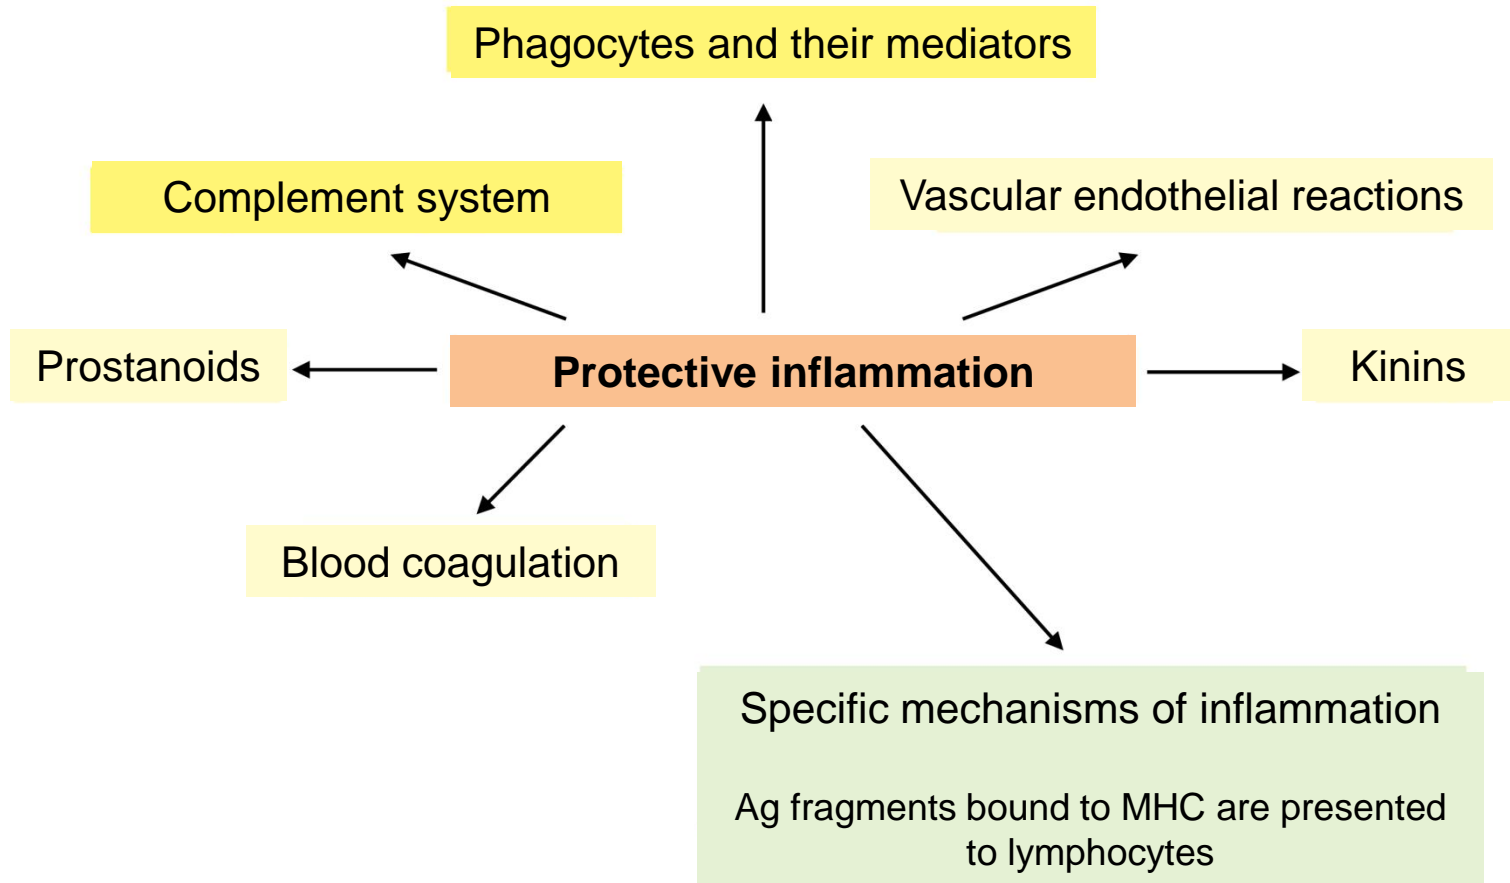 Phagocytes and their mediators
Complement system
Vascular endothelial reactions
Prostanoids
Protective inflammation
Kinins
Blood coagulation
Specific mechanisms of inflammation
Ag fragments bound to MHC are presented
to lymphocytes